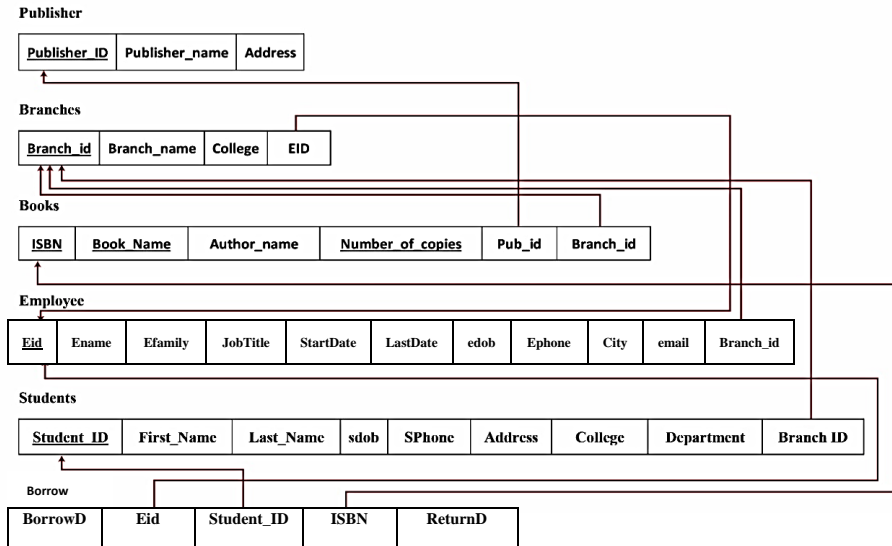 Publisher
Publisher_ID Publisher_name Address
Branches
Branch_id Branch_name College EID
Books
ISBN Book_Name Author_name Number_of_copies Pub_id Branch_id
Employee
Eid Ename Efamily JobTitle StartDate LastDate edob Ephone City email Branch_id
Students
Student_ID First_Name Last_Name sdob SPhone Address College Department Branch ID
Borrow
BorrowD Eid Student_ID ISBN ReturnD